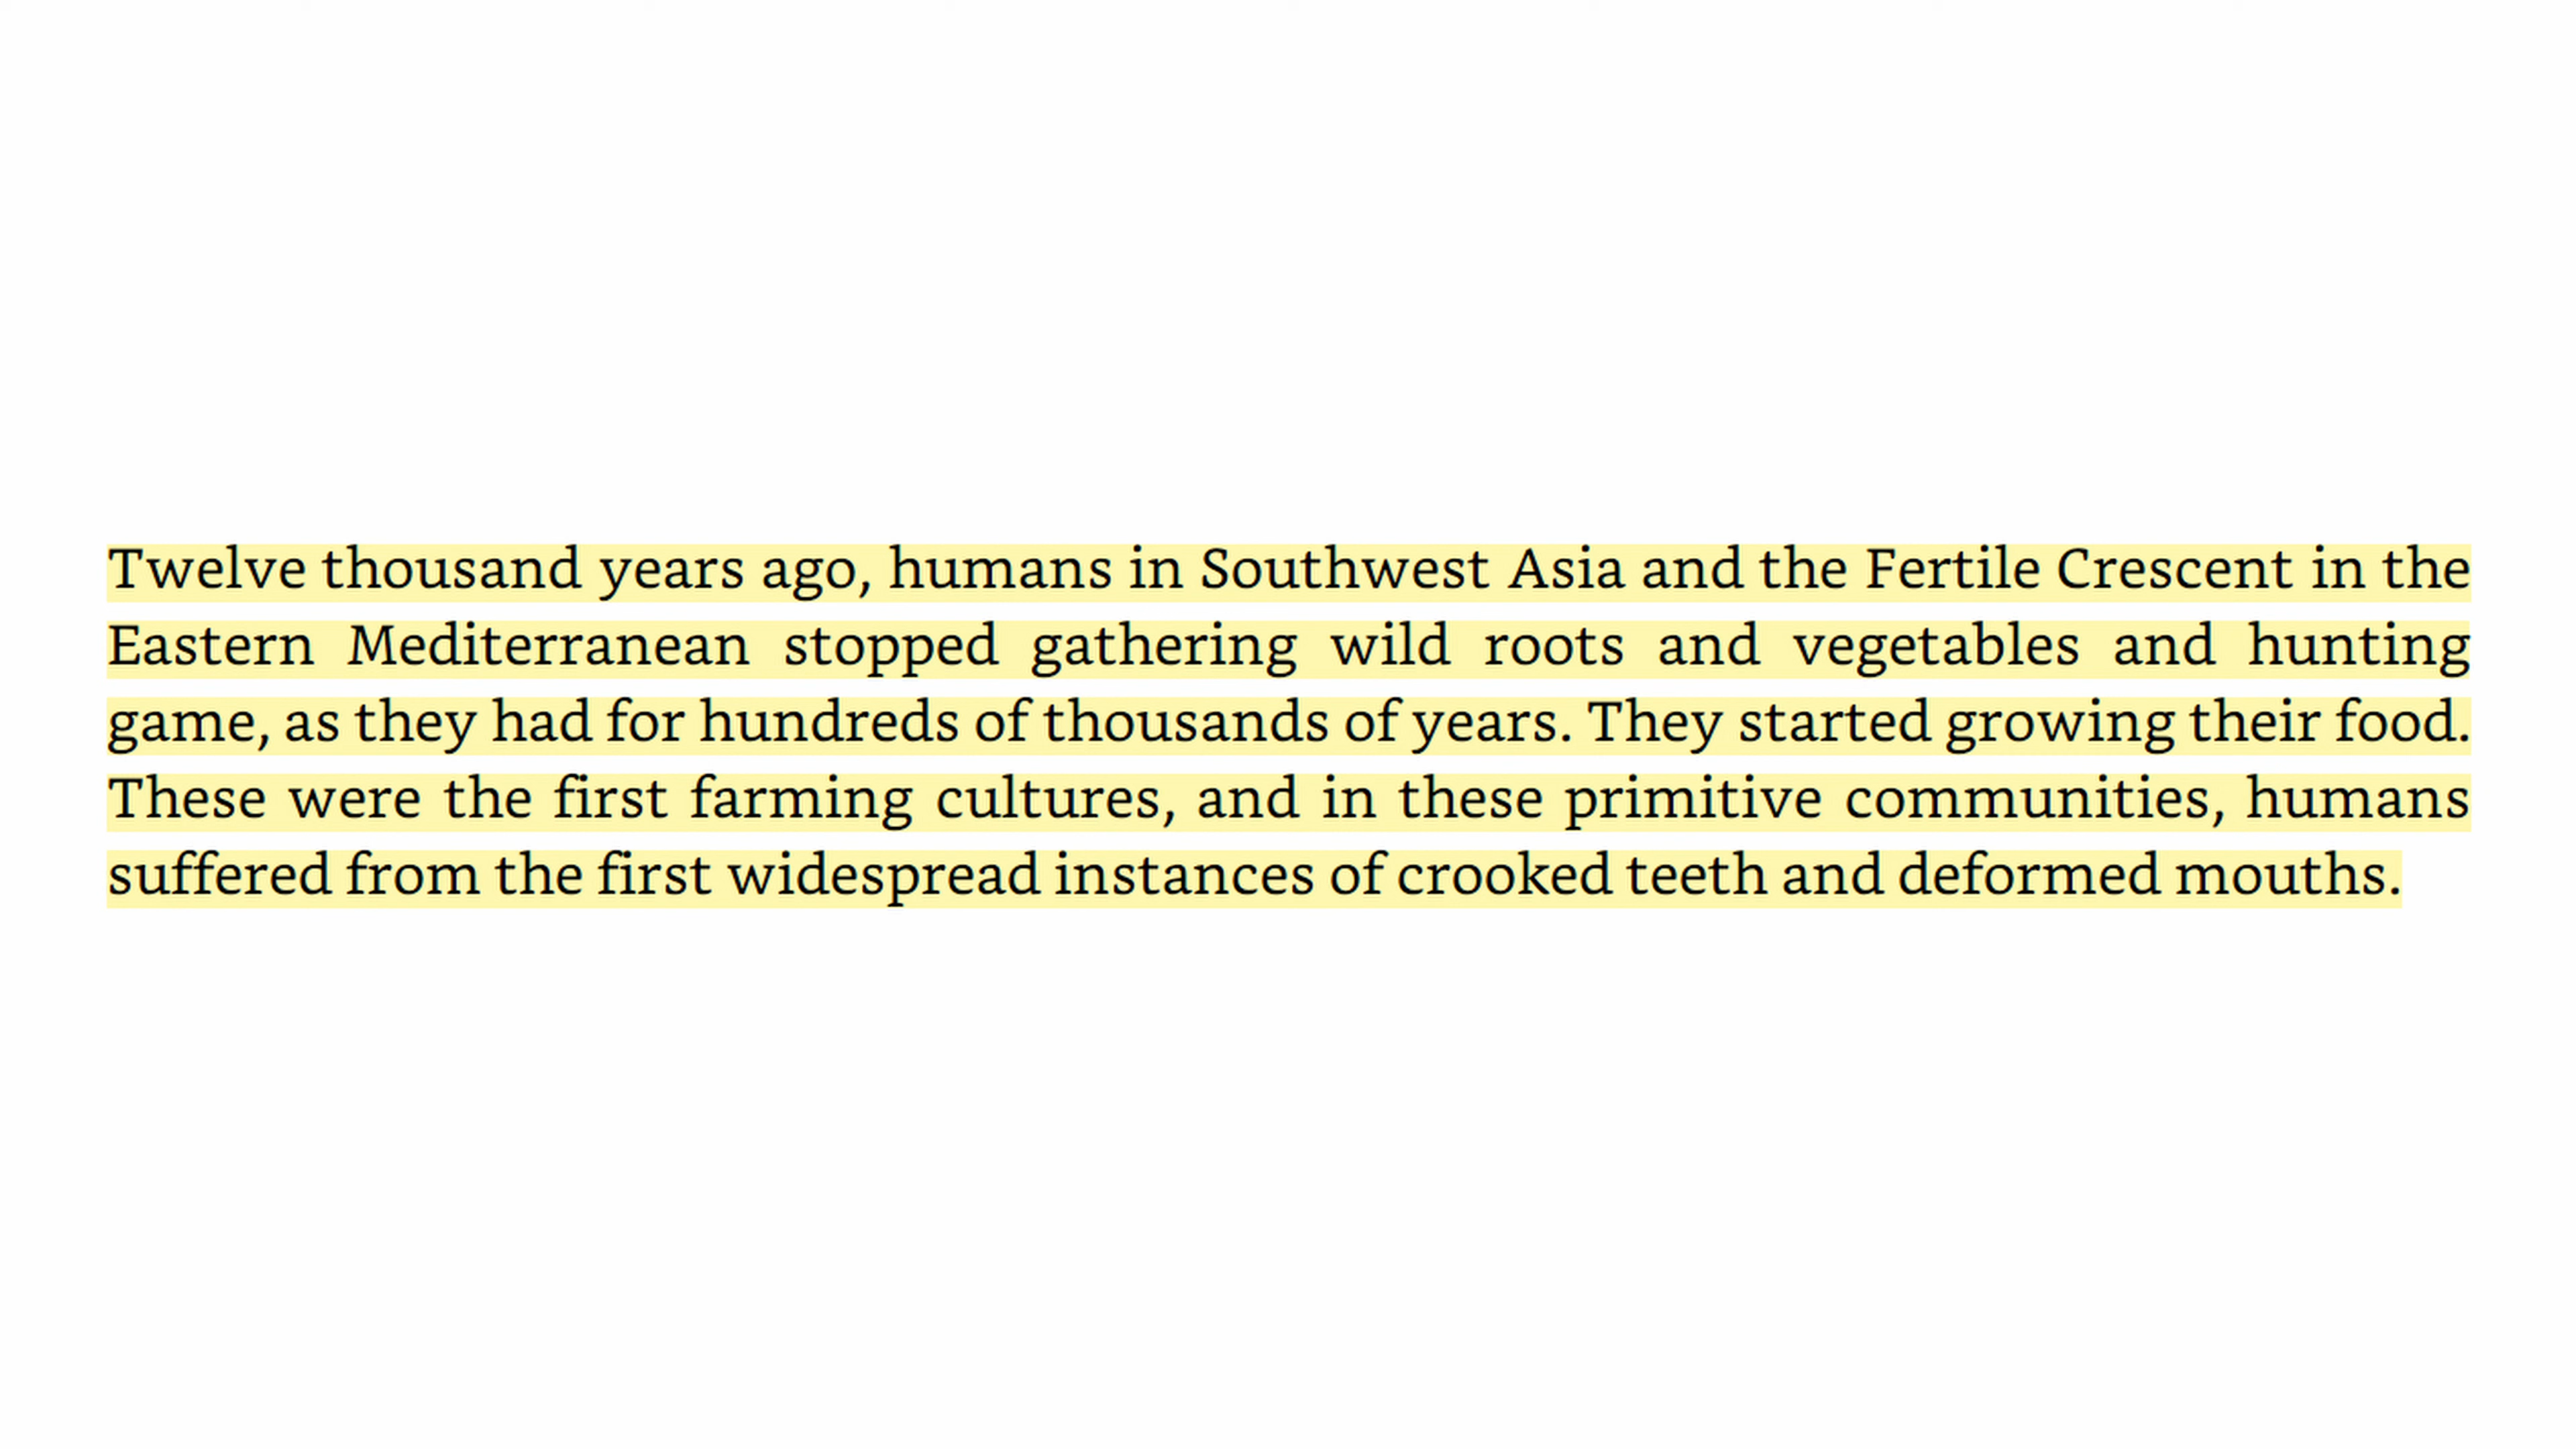 Twelve thousand years ago, humans in Southwest Asia and the Fertile Crescent in the
Eastern Mediterranean stopped gathering wild roots and vegetables and hunting
game, as they had for hundreds of thousands of years. They started growing their food.
These were the first farming cultures, and in these primitive communities, humans
suffered from the first widespread instances of crooked teeth and deformed mouths.